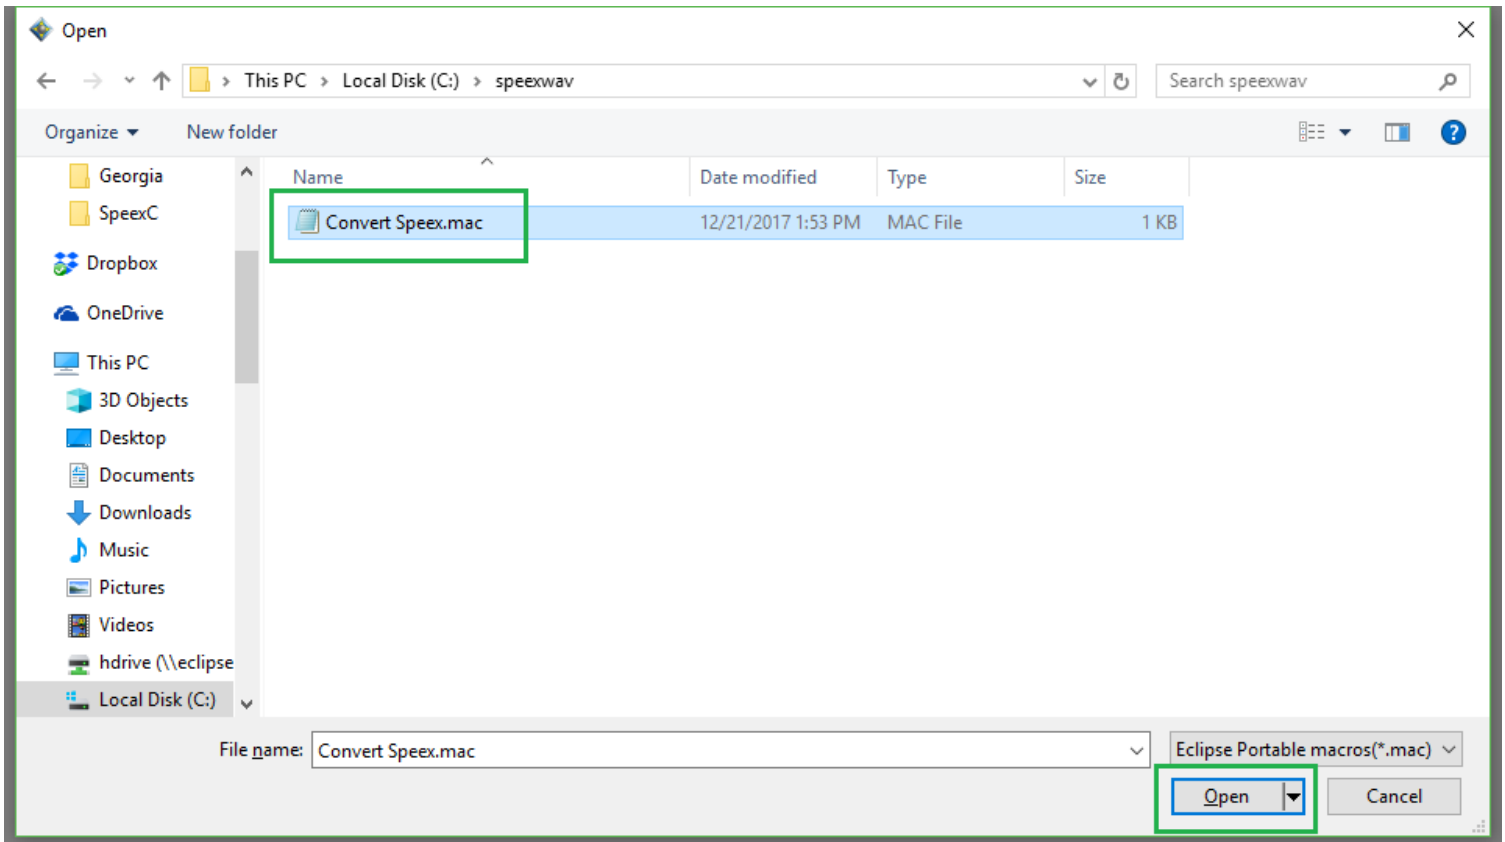 Open
This PC > Local Disk (C:) > speexwav
Search speexwav
Organize
New folder
Name
Date modified
Type
Size
Convert Speex.mac 12/21/2017 1:53 PM MAC File 1 KB
Georgia
SpeexC
Dropbox
OneDrive
This PC
3D Objects
Desktop
Documents
Downloads
Music
Pictures
Videos
hdrive (\\eclipse
Local Disk (C:)
File name: Convert Speex.mac
Eclipse Portable macros(*.mac)
Open
Cancel